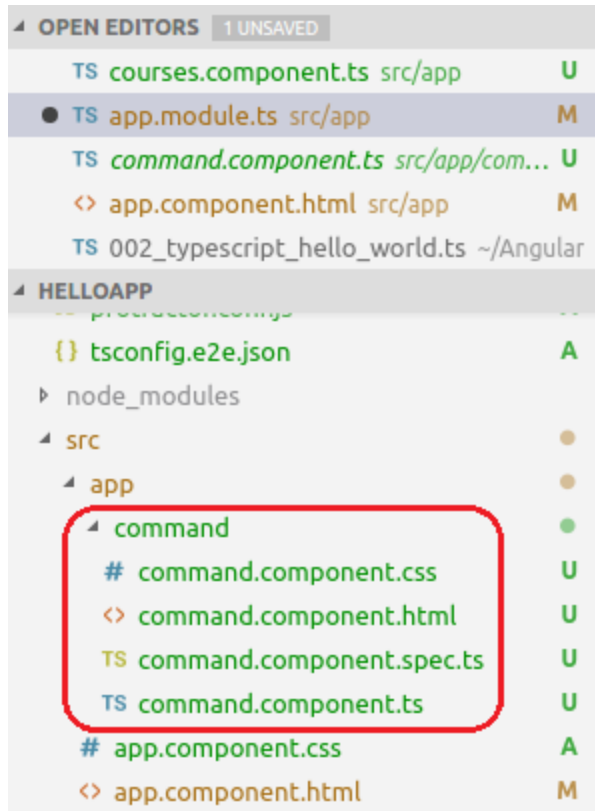 OPEN EDITORS 1 UNSAVED
TS courses.component.ts src/app U
TS app.module.ts src/app M
TS command.component.ts src/app/com... U
<> app.component.html src/app M
TS 002_typescript_hello_world.ts ~/Angular
HELLOAPP
{} tsconfig.e2e.json A
node_modules
src
app
command
# command.component.css U
<> command.component.html U
TS command.component.spec.ts U
TS command.component.ts U
# app.component.css A
<> app.component.html M